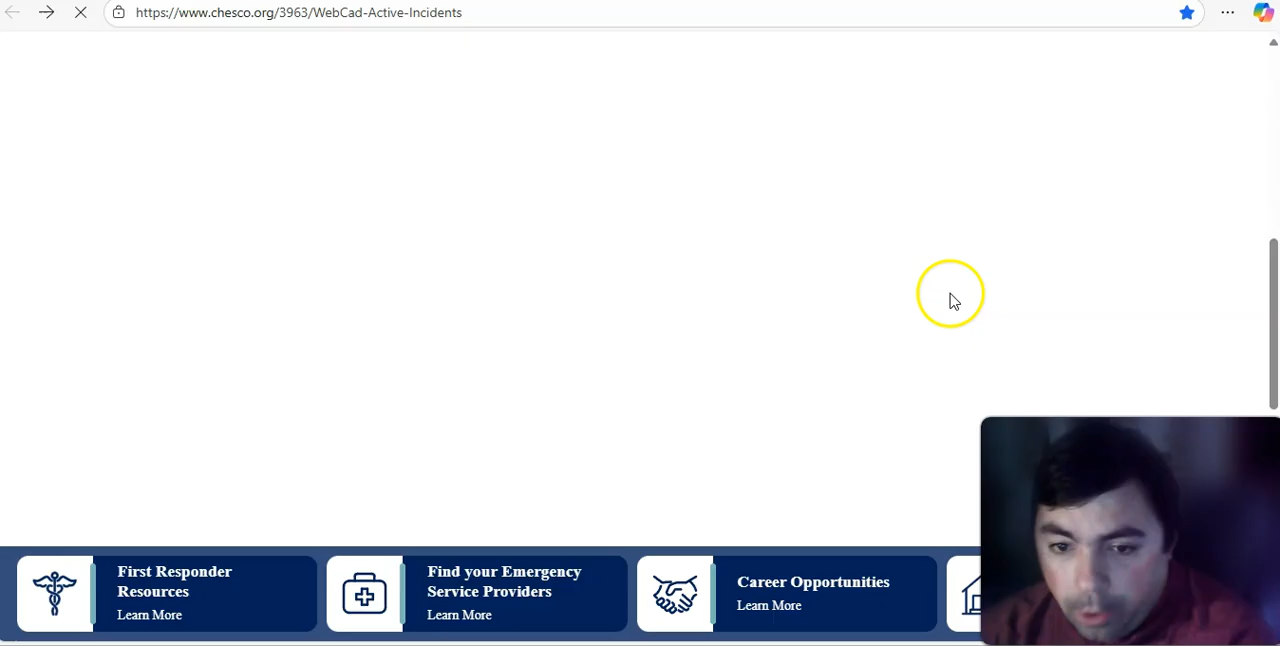 https://www.chesco.org/3963/WebCad-Active-Incidents
First Responder
Resources
Learn More
Find your Emergency
Service Providers
Learn More
Career Opportunities
Learn More